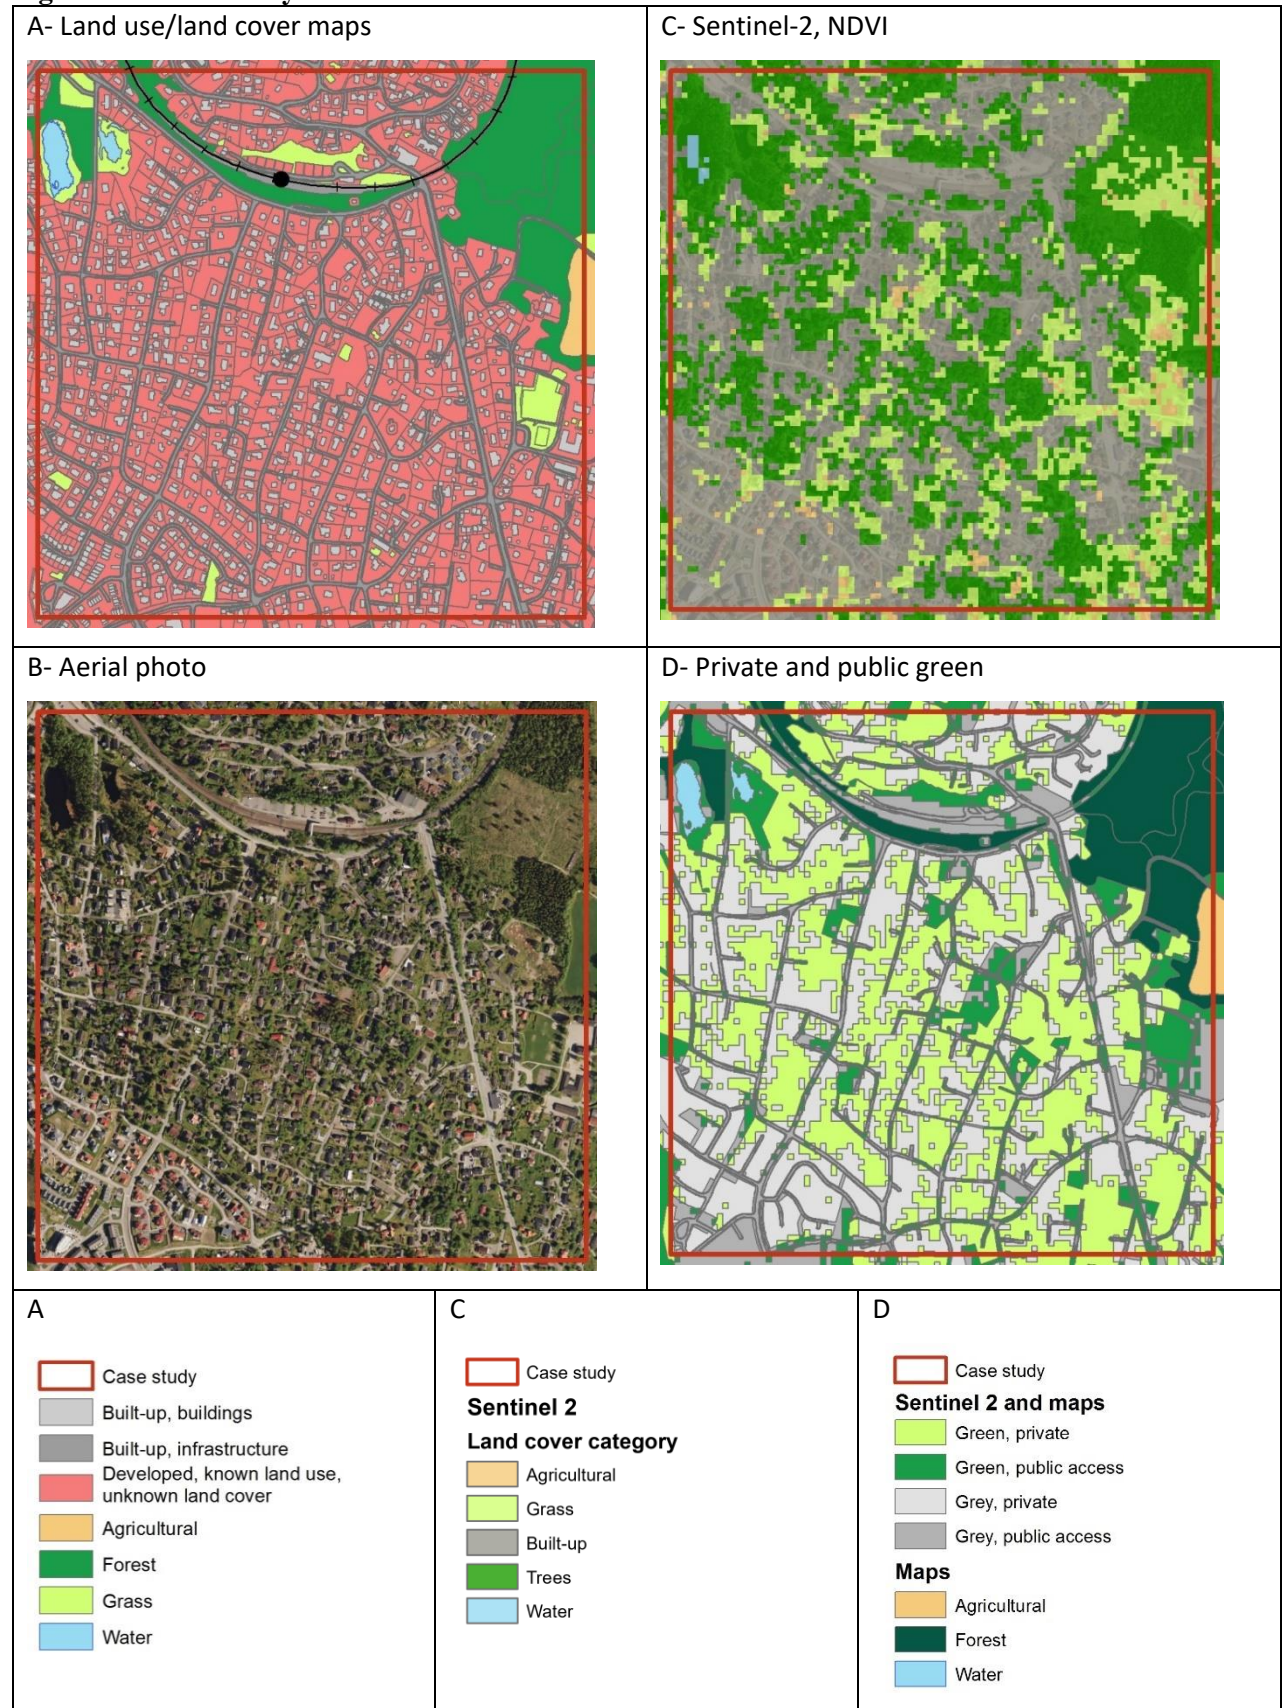 A- Land use/land cover maps
C- Sentinel-2, NDVI
B- Aerial photo
D- Private and public green
A
Case study
Built-up, buildings
Built-up, infrastructure
Developed, known land use,
unknown land cover
Agricultural
Forest
Grass
Water
C
Case study
Sentinel 2
Land cover category
Agricultural
Grass
Built-up
Trees
Water
D
Case study
Sentinel 2 and maps
Green, private
Green, public access
Grey, private
Grey, public access
Maps
Agricultural
Forest
Water